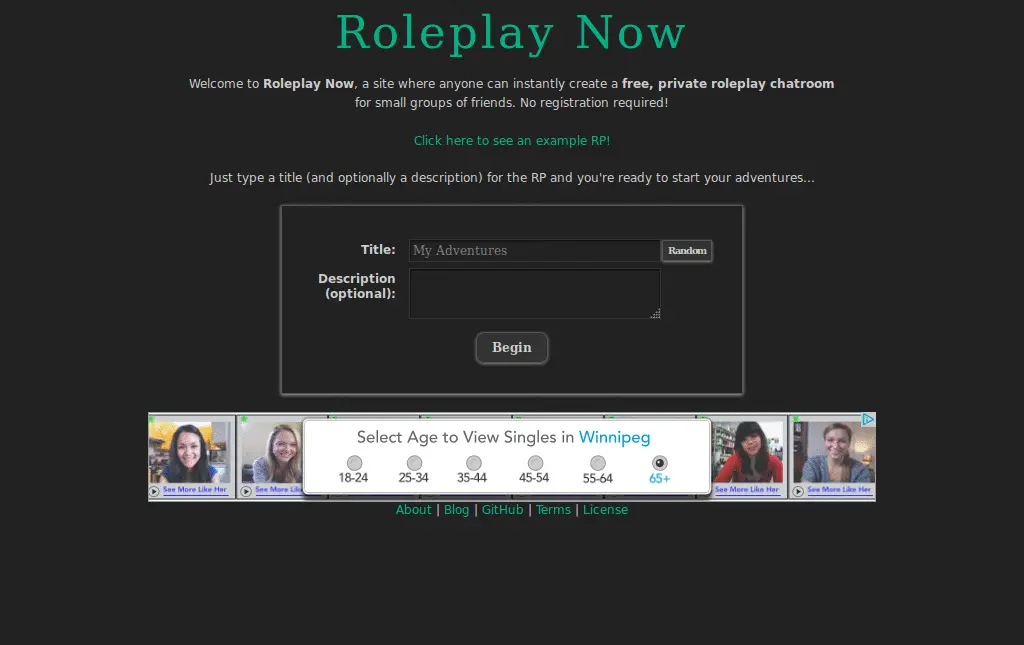 Roleplay Now
Welcome to Roleplay Now, a site where anyone can instantly create a free, private roleplay chatroom
for small groups of friends. No registration required!
Click here to see an example RP!
Just type a title (and optionally a description) for the RP and you're ready to start your adventures...
Title: My Adventures Random
Description
(optional):
Begin
Select Age to View Singles in Winnipeg
18-24 25-34 35-44 45-54 55-64 65+
See More Like Her See More Like Her See More Like Her See More Like Her
About | Blog | GitHub | Terms | License